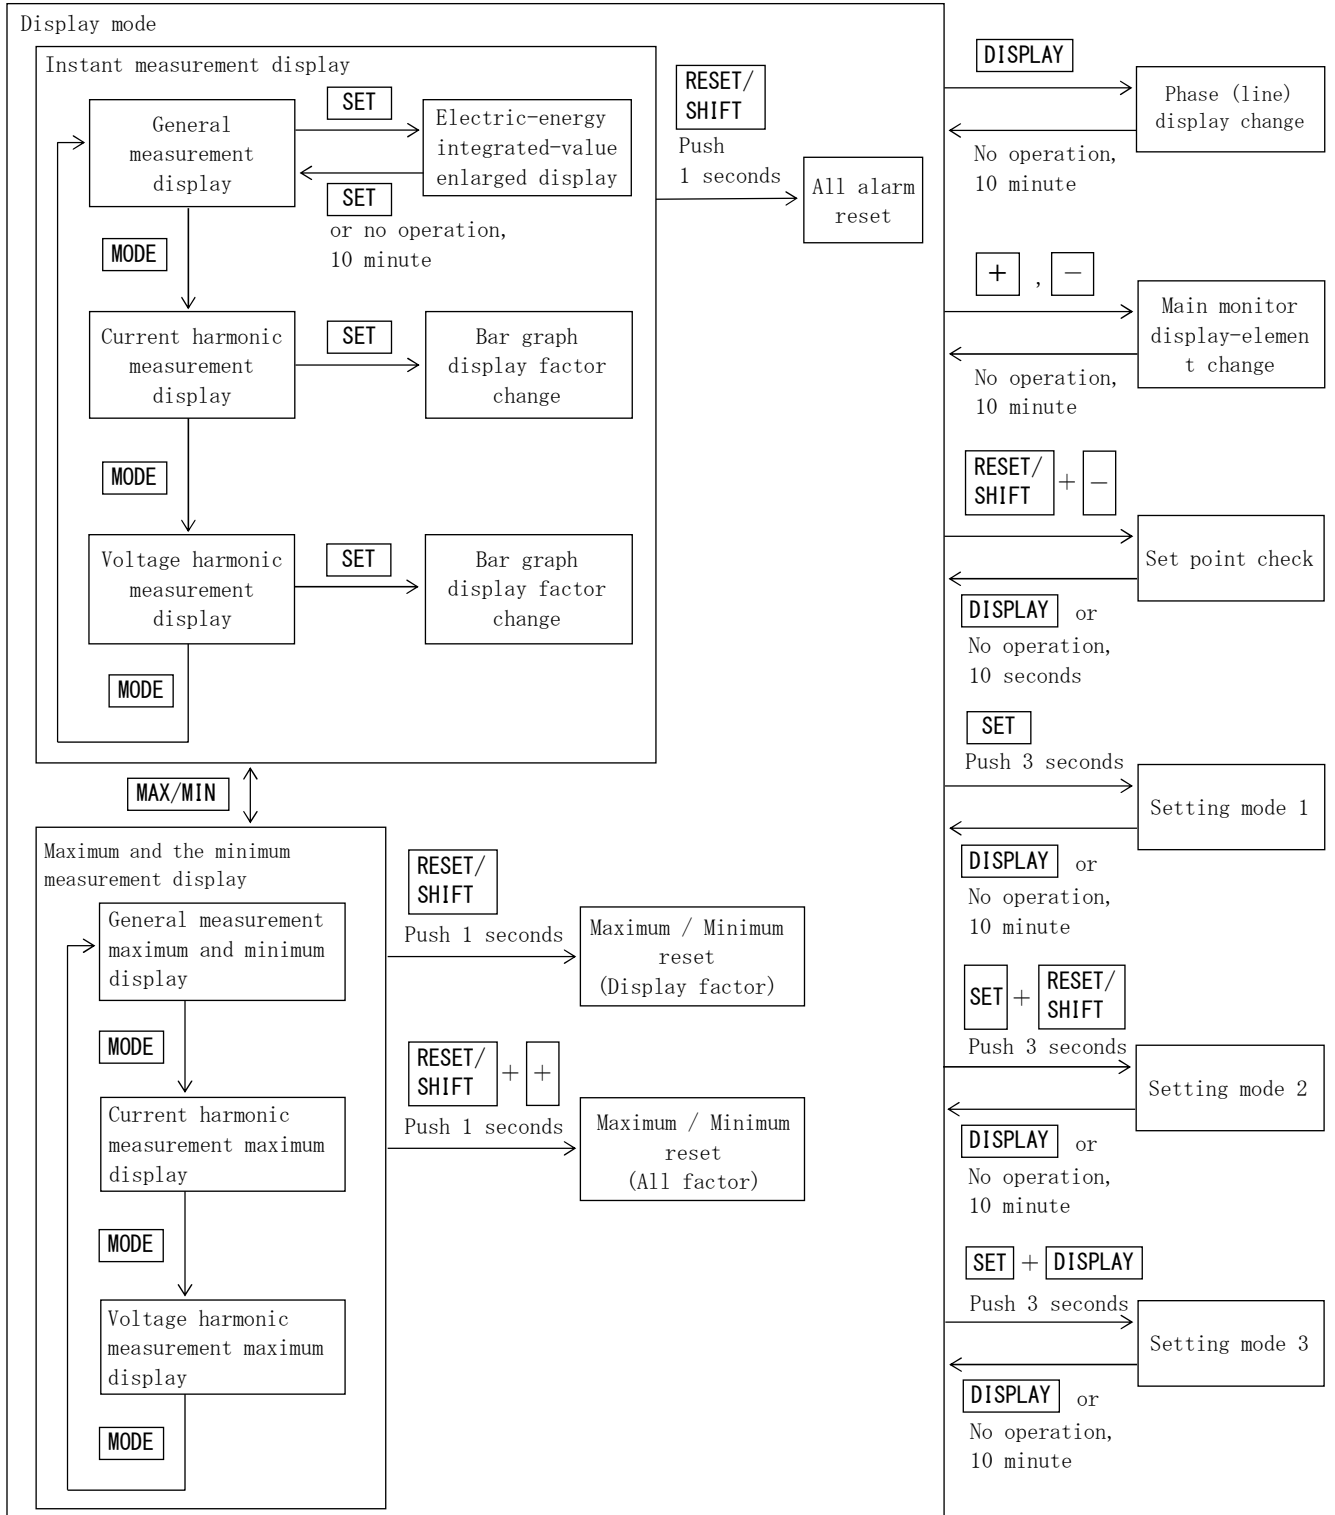 Display mode
Instant measurement display
General
measurement
display
SET
Electric-energy
integrated-value
enlarged display
SET
or no operation,
10 minute
MODE
Current harmonic
measurement
display
SET
Bar graph
display factor
change
MODE
Voltage harmonic
measurement
display
SET
Bar graph
display factor
change
MODE
RESET/
SHIFT
Push
1 seconds
All alarm
reset
MAX/MIN
Maximum and the minimum
measurement display
General measurement
maximum and minimum
display
MODE
Current harmonic
measurement maximum
display
MODE
Voltage harmonic
measurement maximum
display
MODE
RESET/
SHIFT
Push 1 seconds
Maximum / Minimum
reset
(Display factor)
RESET/
SHIFT + +
Push 1 seconds
Maximum / Minimum
reset
(All factor)
DISPLAY
Phase (line)
display change
No operation,
10 minute
+ , −
Main monitor
display-elemen
t change
No operation,
10 minute
RESET/
SHIFT + −
Set point check
DISPLAY or
No operation,
10 seconds
SET
Push 3 seconds
Setting mode 1
DISPLAY or
No operation,
10 minute
SET + RESET/
SHIFT
Push 3 seconds
Setting mode 2
DISPLAY or
No operation,
10 minute
SET + DISPLAY
Push 3 seconds
Setting mode 3
DISPLAY or
No operation,
10 minute